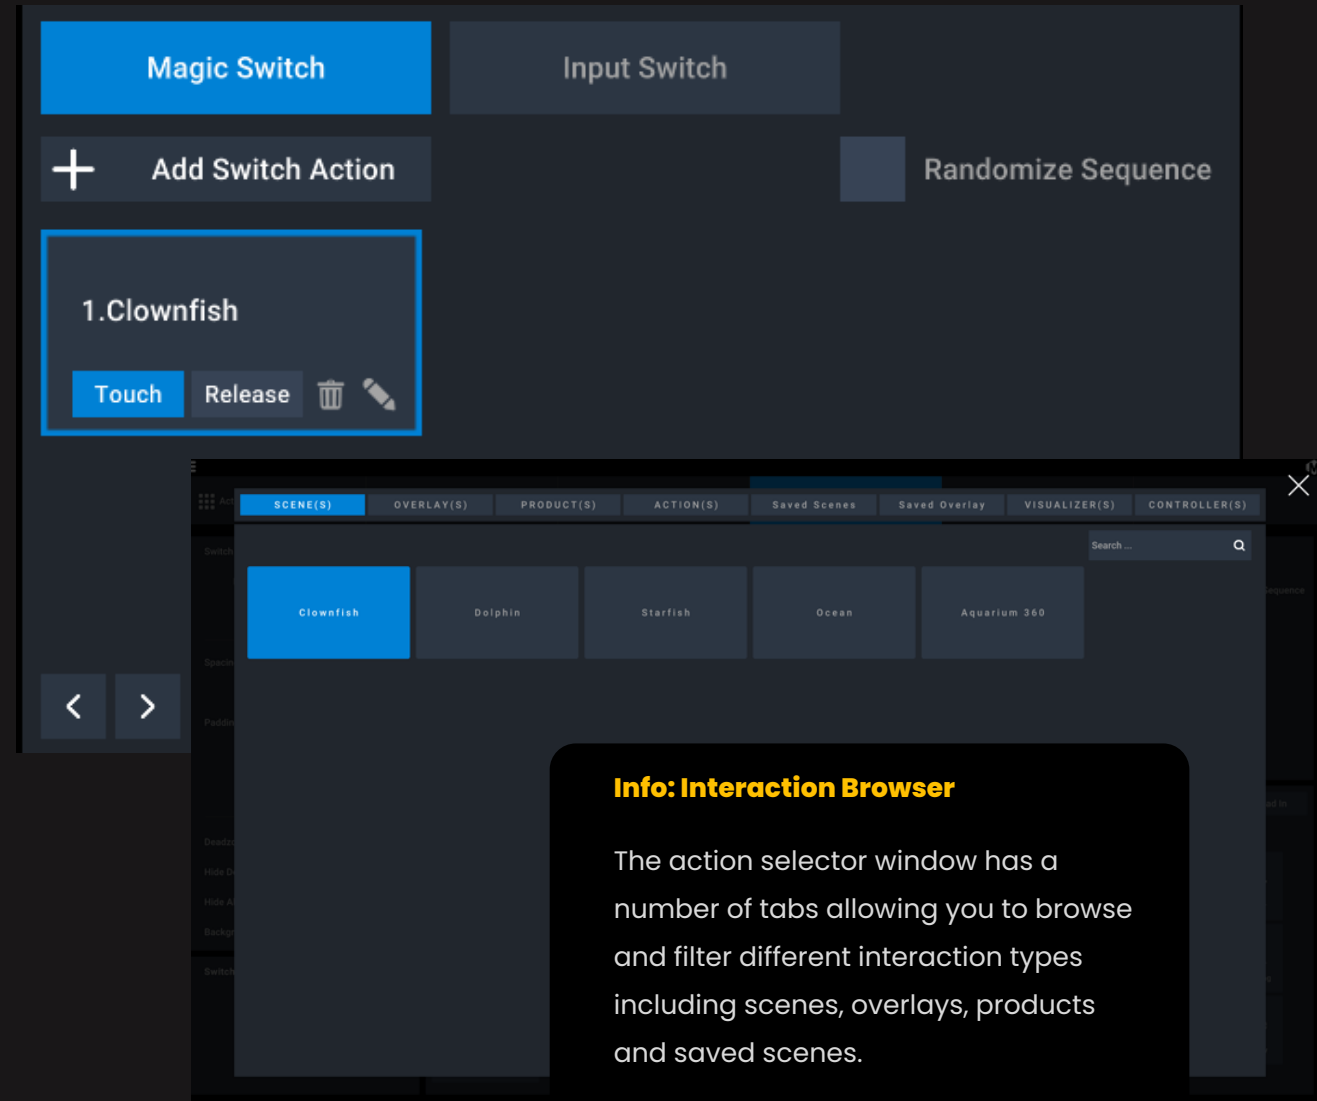 Magic Switch
Input Switch
Add Switch Action
Randomize Sequence
1.Clownfish
Touch
Release
SCENE(S)
OVERLAY(S)
PRODUCT(S)
ACTION(S)
Saved Scenes
Saved Overlay
VISUALIZER(S)
CONTROLLER(S)
Search ...
Switch
Sequence
Clownfish
Dolphin
Starfish
Ocean
Aquarium 360
Info: Interaction Browser
The action selector window has a
number of tabs allowing you to browse
and filter different interaction types
including scenes, overlays, products
and saved scenes.
Switch